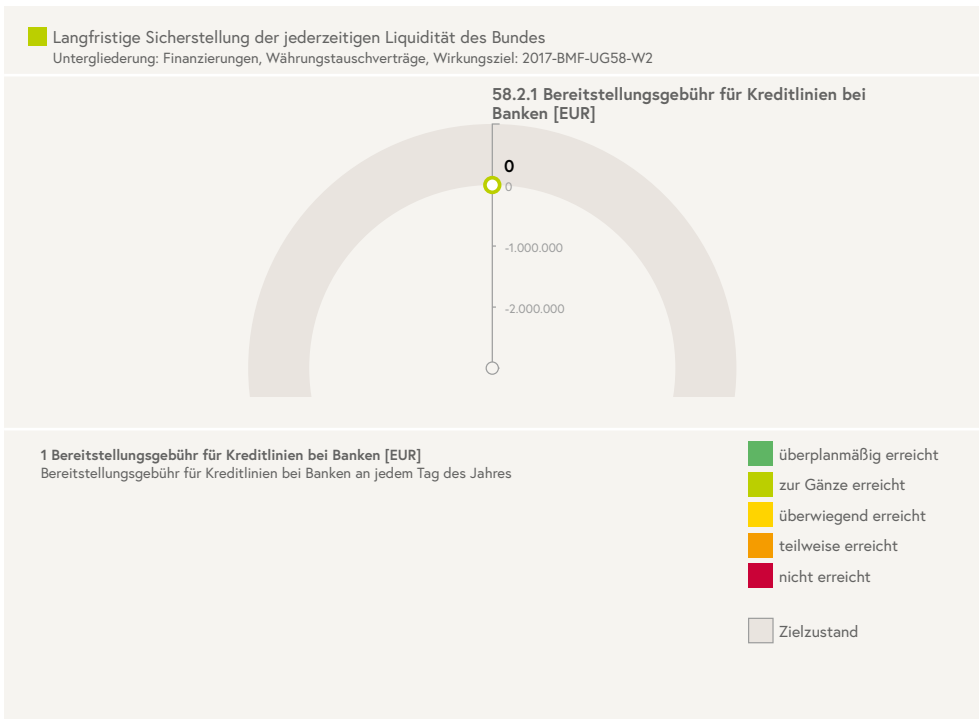 Langfristige Sicherstellung der jederzeitigen Liquidität des Bundes
Untergliederung: Finanzierungen, Währungstauschverträge, Wirkungsziel: 2017-BMF-UG58-W2
58.2.1 Bereitstellungsgebühr für Kreditlinien bei
Banken [EUR]
0
0
-1.000.000
-2.000.000
1 Bereitstellungsgebühr für Kreditlinien bei Banken [EUR]
Bereitstellungsgebühr für Kreditlinien bei Banken an jedem Tag des Jahres
überplanmäßig erreicht
zur Gänze erreicht
überwiegend erreicht
teilweise erreicht
nicht erreicht
Zielzustand